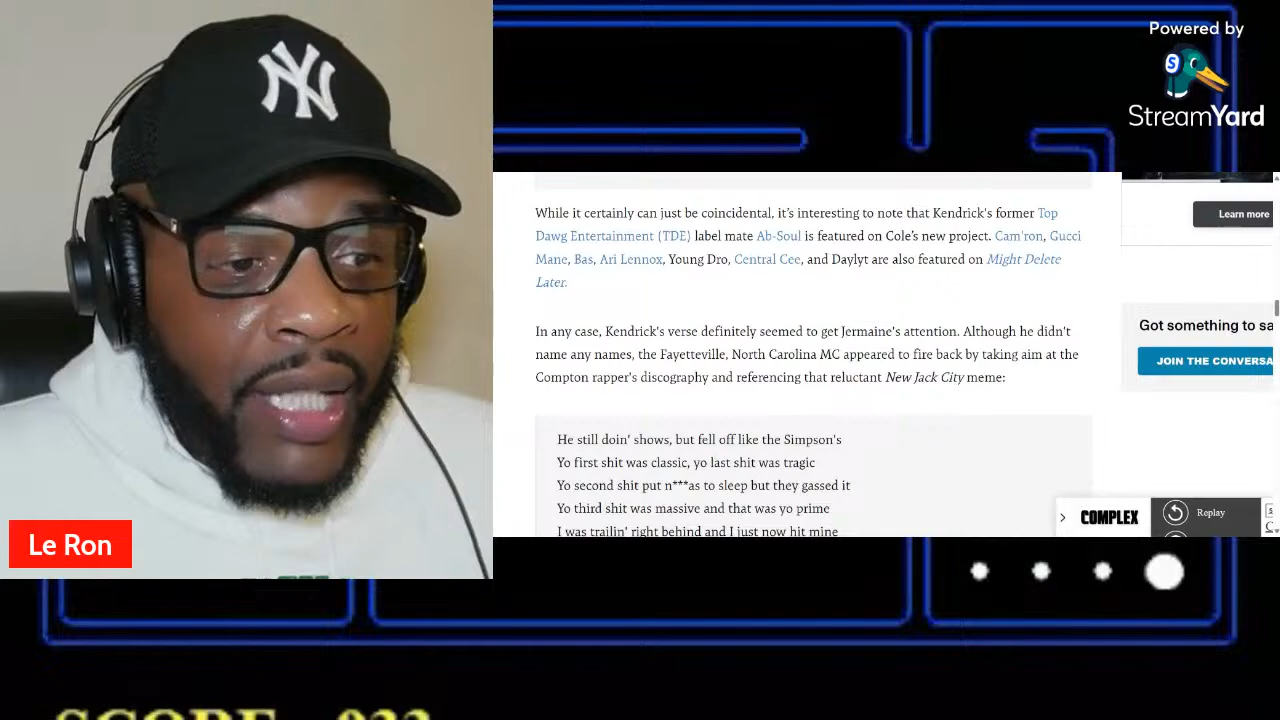 NY
Powered by
S
StreamYard
While it certainly can just be coincidental, it's interesting to note that Kendrick's former Top
Dawg Entertainment (TDE) label mate Ab-Soul is featured on Cole's new project. Cam'ron, Gucci
Mane, Bas, Ari Lennox, Young Dro, Central Cee, and Daylyt are also featured on Might Delete
Later.
In any case, Kendrick's verse definitely seemed to get Jermaine's attention. Although he didn't
name any names, the Fayetteville, North Carolina MC appeared to fire back by taking aim at the
Compton rapper's discography and referencing that reluctant New Jack City meme:
He still doin' shows, but fell off like the Simpson's
Yo first shit was classic, yo last shit was tragic
Yo second shit put n***as to sleep but they gassed it
Yo third shit was massive and that was yo prime
I was trailin' right behind and I just now hit mine
Learn more
Got something to sa
JOIN THE CONVERSA
COMPLEX
Replay
Le Ron